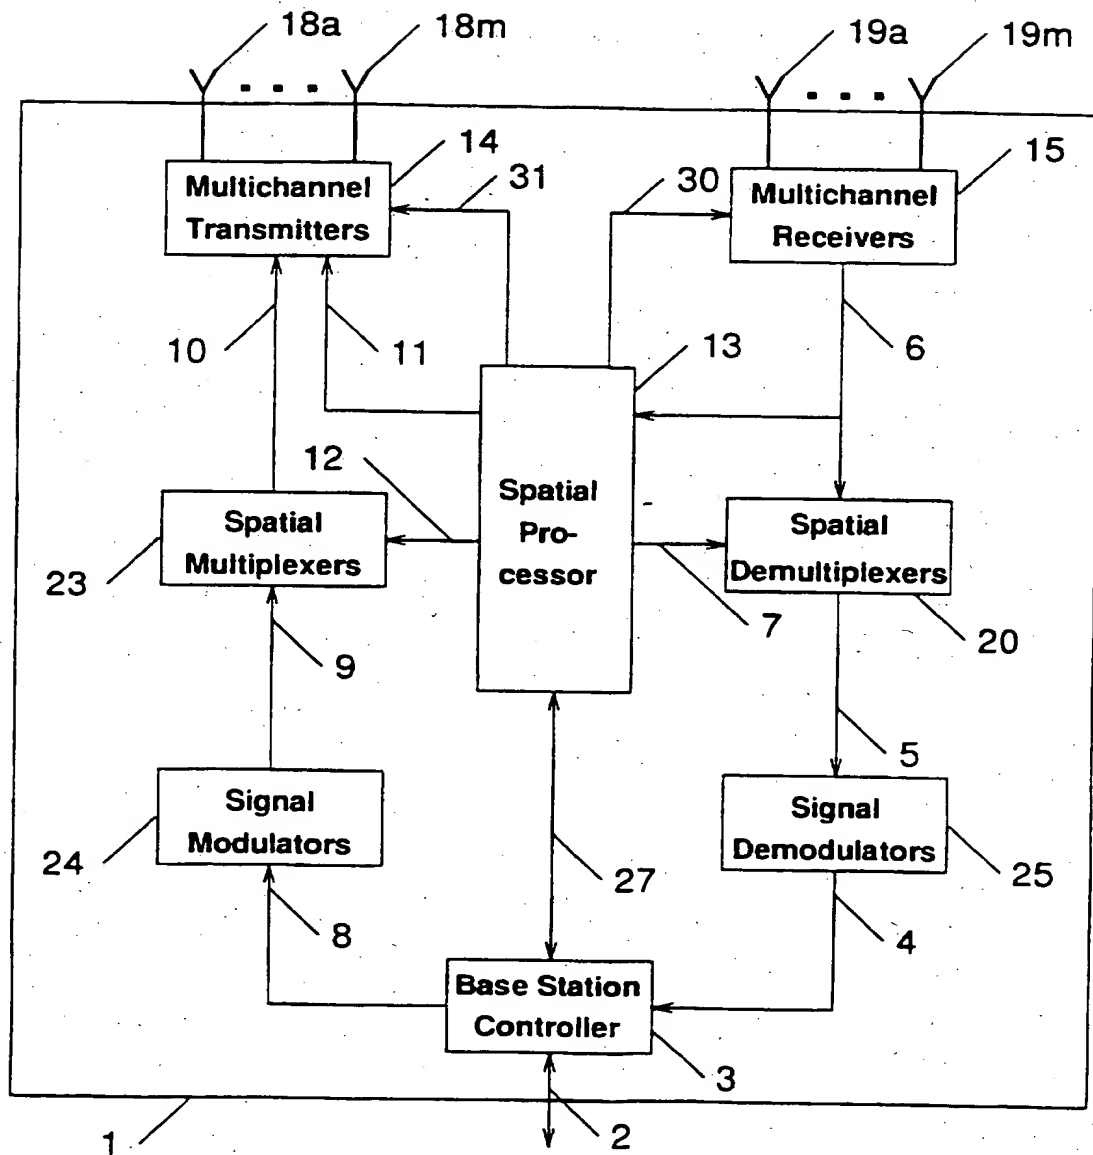 18a
18m
19a
19m
14
15
Multichannel
Transmitters
31
30
Multichannel
Receivers
10
11
13
6
12
Spatial
Pro-
cessor
Spatial
Multiplexers
Spatial
Demultiplexers
23
7
20
9
5
Signal
Modulators
Signal
Demodulators
24
27
25
8
4
Base Station
Controller
3
1
2